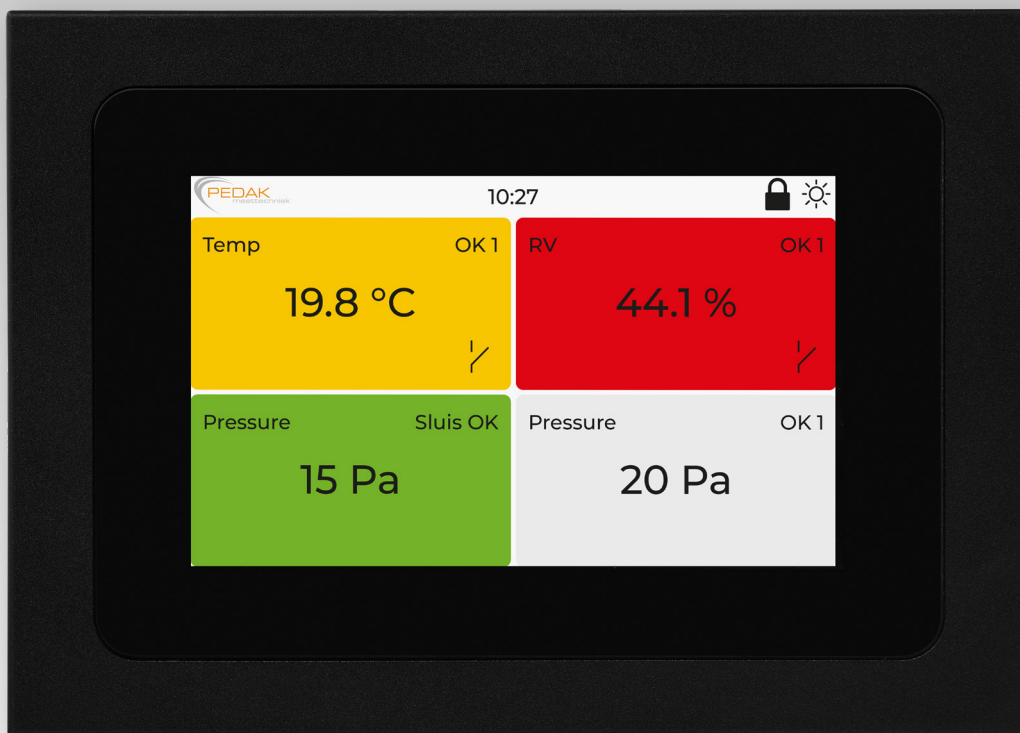 PEDAK
meettechniek
10:27
Temp OK 1
19.8 °C
RV OK 1
44.1 %
Pressure Sluis OK
15 Pa
Pressure OK 1
20 Pa